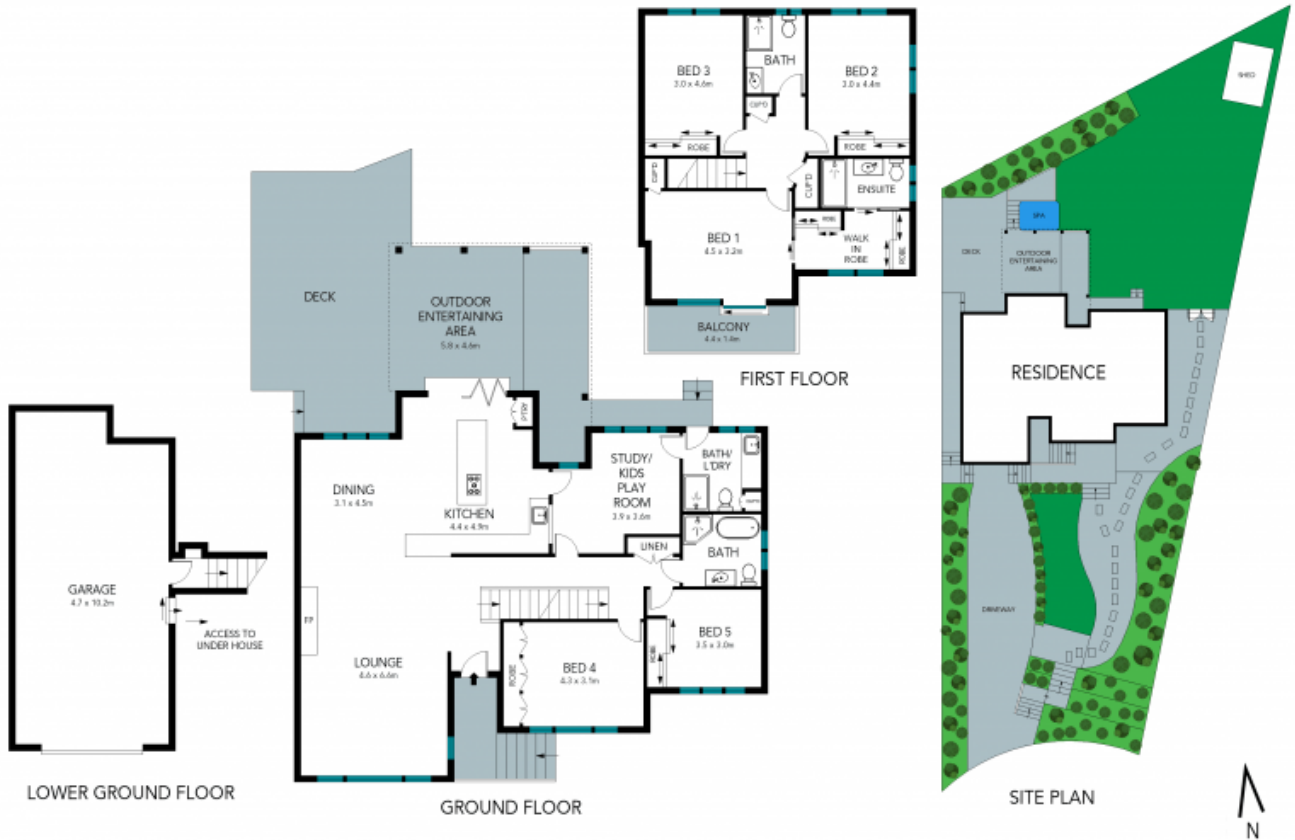 BED 3
3.0 x 4.6m
BATH
BED 2
3.0 x 4.4m
CUP'D
ROBE
ROBE
CUP'D
CUP'D
ENSUITE
BED 1
4.5 x 3.2m
ROBE
WALK
IN
ROBE
ROBE
BALCONY
4.4 x 1.4m
FIRST FLOOR
DECK
OUTDOOR
ENTERTAINING
AREA
5.8 x 4.6m
P'TRY
DINING
3.1 x 4.5m
KITCHEN
4.4 x 4.9m
STUDY/
KIDS
PLAY
ROOM
3.9 x 3.6m
BATH/
L'DRY
LINEN
BATH
FP
LOUNGE
4.6 x 6.6m
ROBE
BED 4
4.3 x 3.1m
ROBE
BED 5
3.5 x 3.0m
GROUND FLOOR
GARAGE
4.7 x 10.2m
ACCESS TO
UNDER HOUSE
LOWER GROUND FLOOR
SHED
SPA
DECK
OUTDOOR
ENTERTAINING
AREA
RESIDENCE
DRIVEWAY
SITE PLAN
N